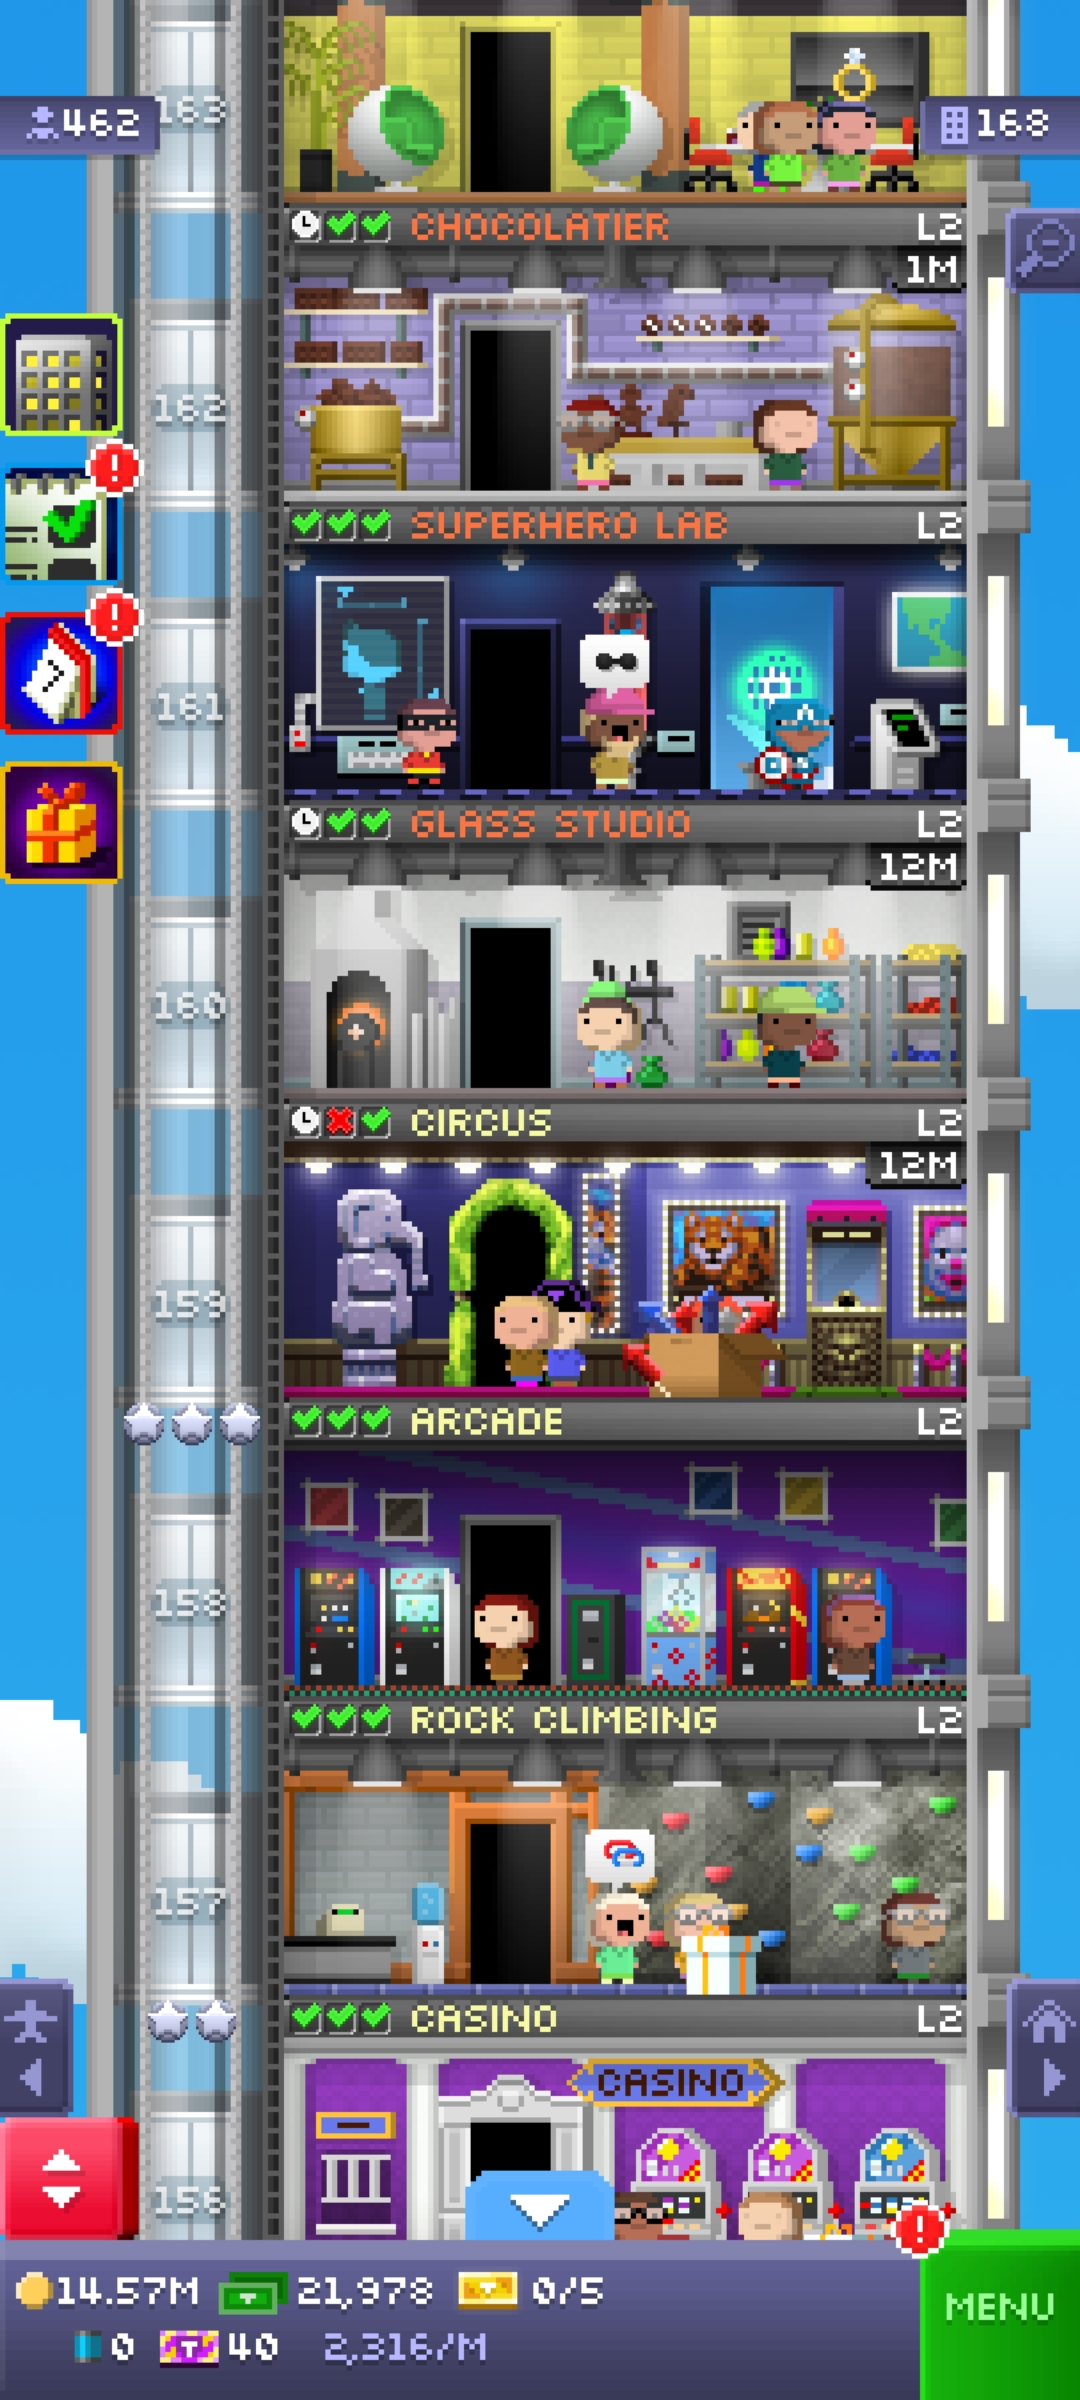 163
462
168
CHOCOLATIER L2
1M
162
SUPERHERO LAB L2
161
GLASS STUDIO L2
12M
160
CIRCUS L2
12M
159
ARCADE L2
158
ROCK CLIMBING L2
157
CASINO L2
CASINO
156
14.57M 21,978 0/5
MENU
0 40 2,316/M